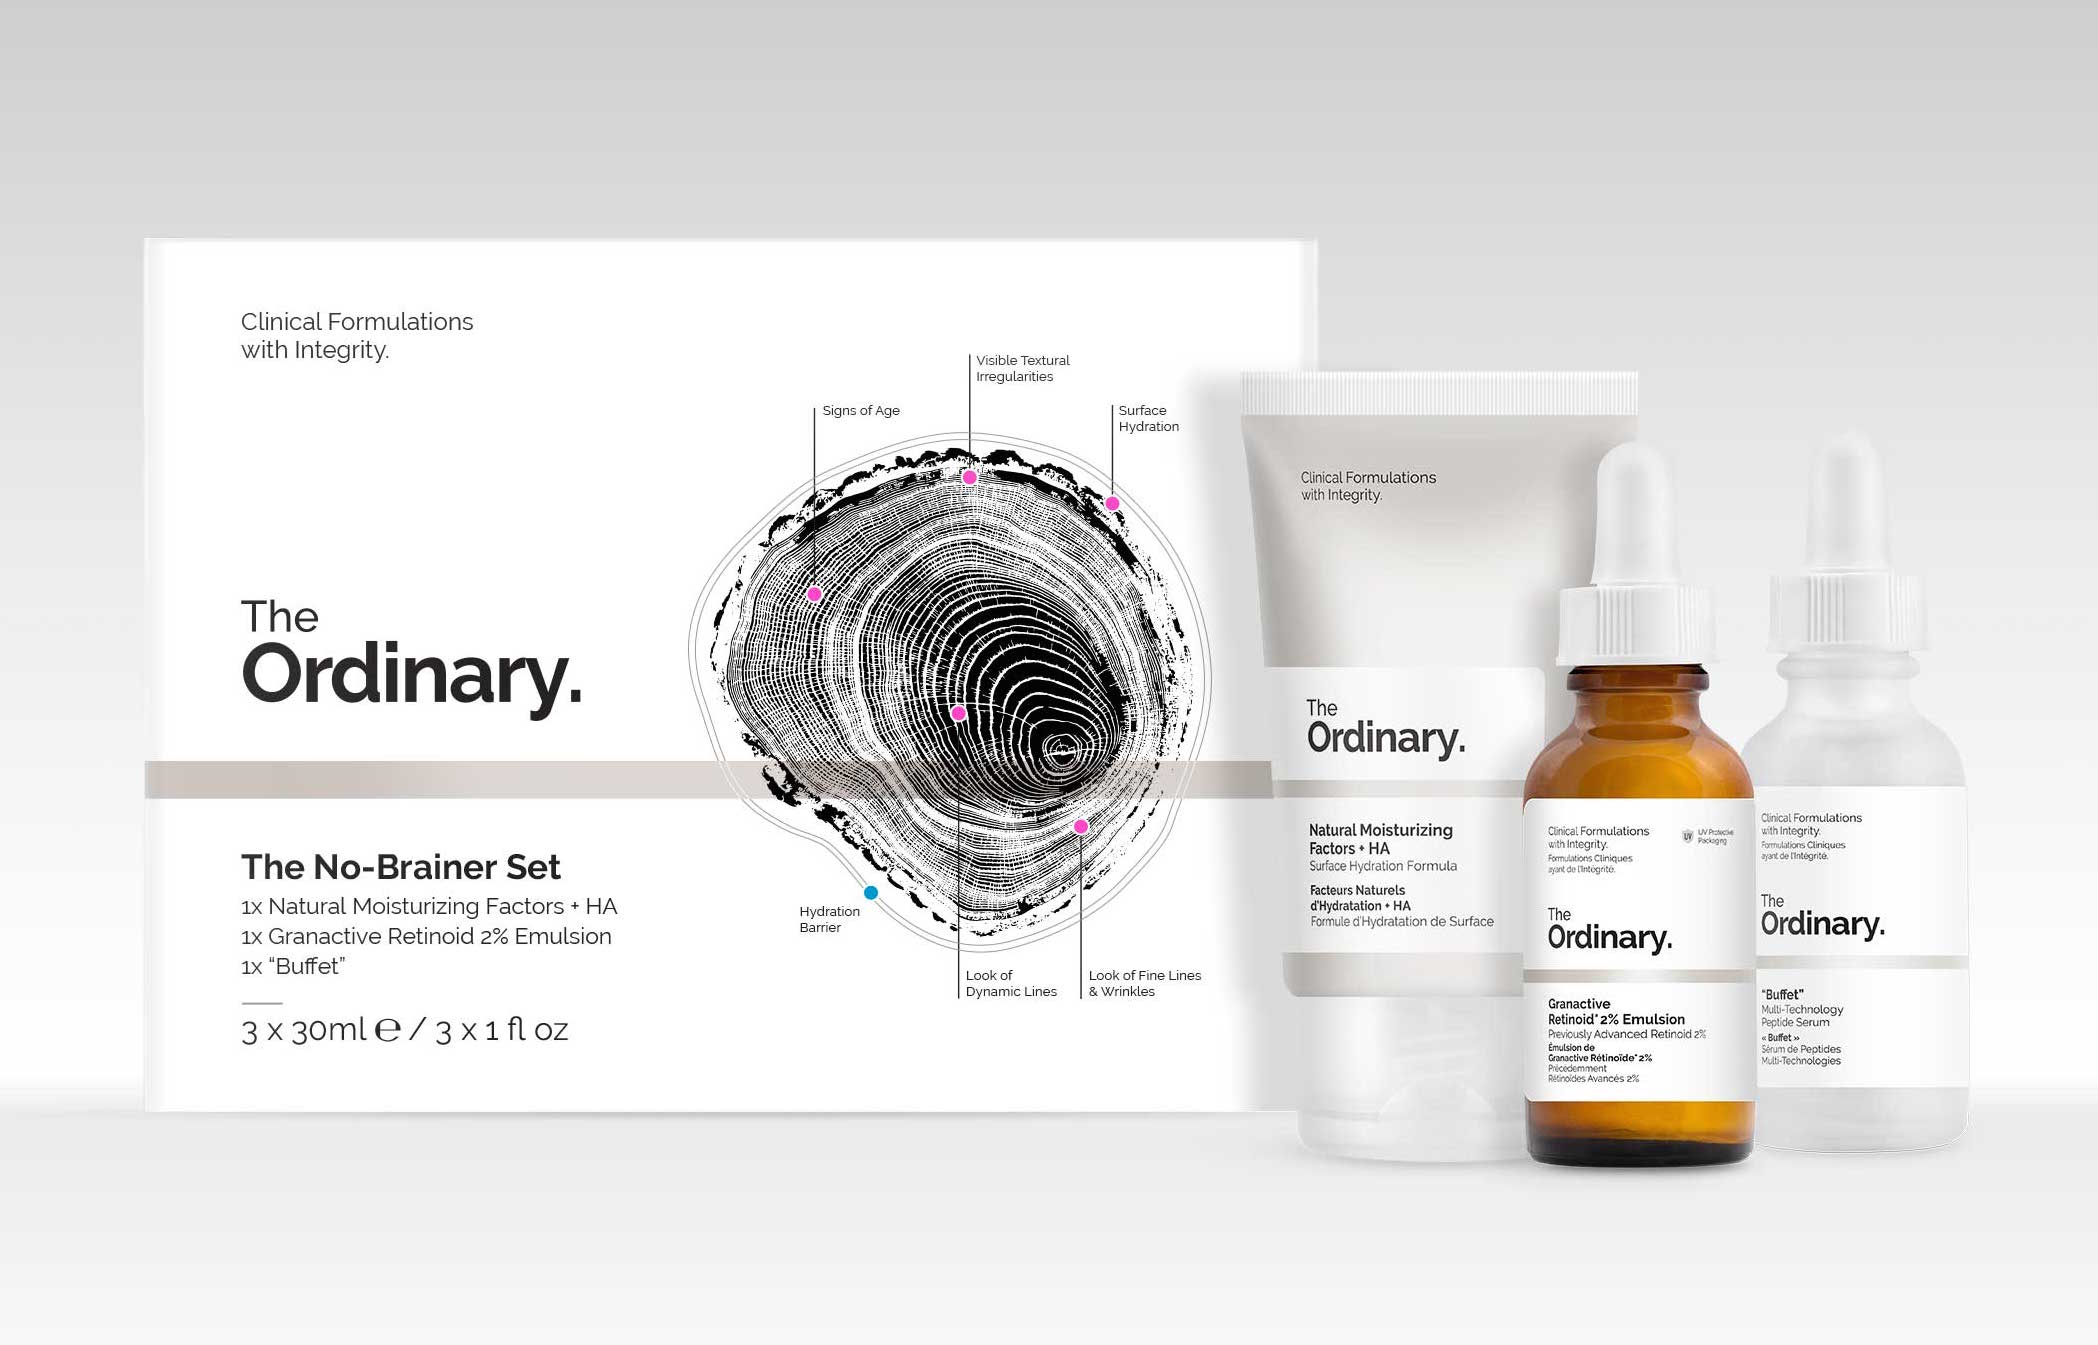 Clinical Formulations
with Integrity.
Visible Textural
Irregularities
Signs of Age
Surface
Hydration
The
Ordinary.
The No-Brainer Set
1x Natural Moisturizing Factors + HA
1x Granactive Retinoid 2% Emulsion
1x “Buffet”
3 x 30ml ℮ / 3 x 1 fl oz
Hydration
Barrier
Look of
Dynamic Lines
Look of Fine Lines
& Wrinkles
Clinical Formulations
with Integrity.
The
Ordinary.
Natural Moisturizing
Factors + HA
Surface Hydration Formula
Facteurs Naturels
d'Hydratation + HA
Formule d'Hydratation de Surface
Clinical Formulations
with Integrity.
Formulations Cliniques
ayant de l'Intégrité.
UV
UV Protective
Packaging
The
Ordinary.
Granactive
Retinoid* 2% Emulsion
Previously Advanced Retinoid 2%
Émulsion de
Granactive Rétinoïde* 2%
Précédemment
Rétinoïdes Avancés 2%
Clinical Formulations
with Integrity.
Formulations Cliniques
ayant de l'Intégrité.
The
Ordinary.
“Buffet”
Multi-Technology
Peptide Serum
« Buffet »
Sérum de Peptides
Multi-Technologies